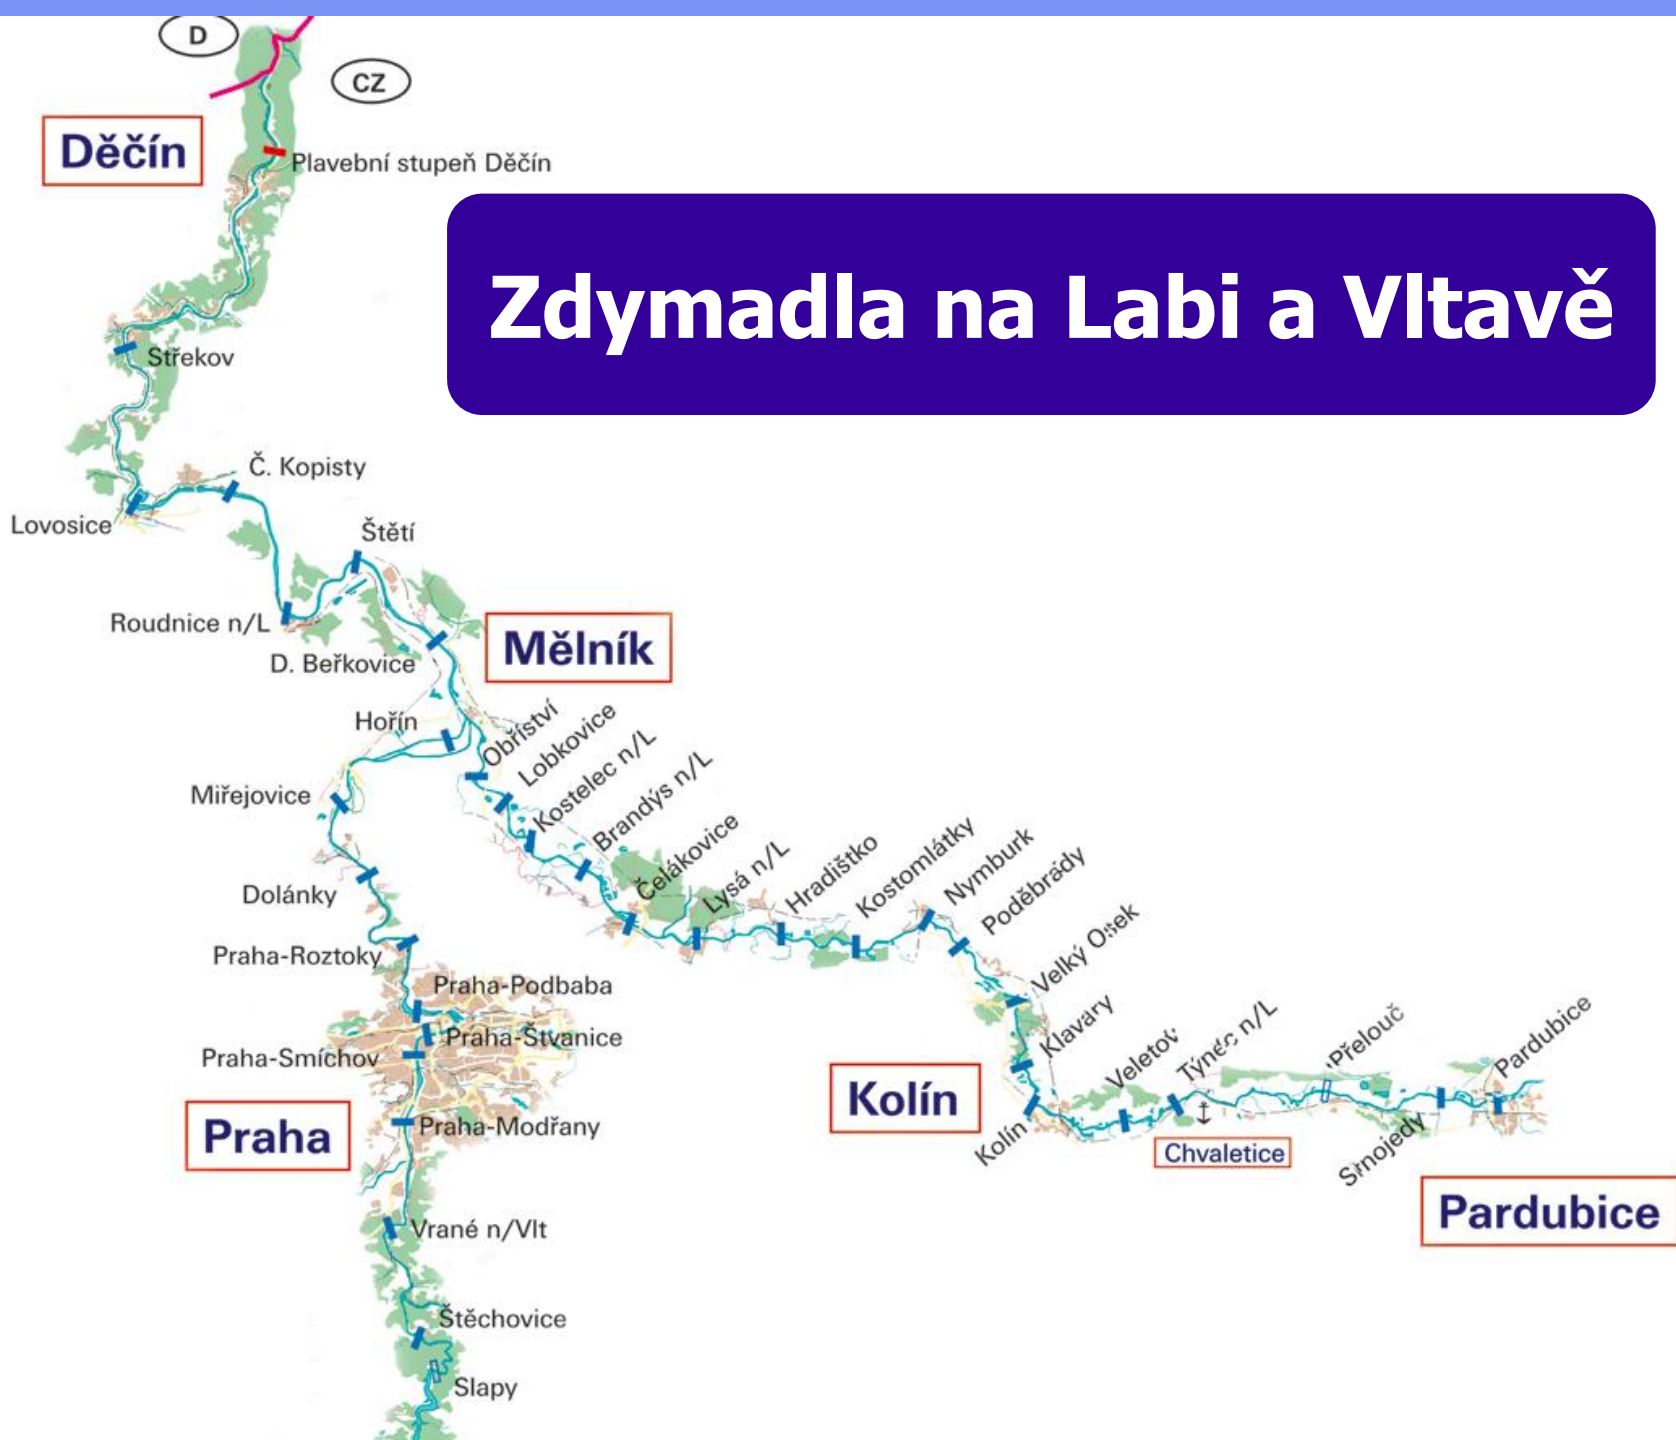 D
CZ
Děčín
Plavební stupeň Děčín
Zdymadla na Labi a Vltavě
Střekov
Č. Kopisty
Lovosice
Štětí
Roudnice n/L
Mělník
D. Beřkovice
Hořín
Obříství
Lobkovice
Kostelec n/L
Brandýs n/L
Miřejovice
Čelákovice
Lysá n/L
Hradištko
Kostomlátky
Nymburk
Poděbrady
Dolánky
Velký Osek
Praha-Roztoky
Praha-Podbaba
Klavary
Praha-Štvanice
Praha-Smíchov
Veletov
Týnec n/L
Přelouč
Pardubice
Kolín
Praha
Praha-Modřany
Kolín
Chvaletice
Srnojedy
Pardubice
Vrané n/Vlt
Štěchovice
Slapy